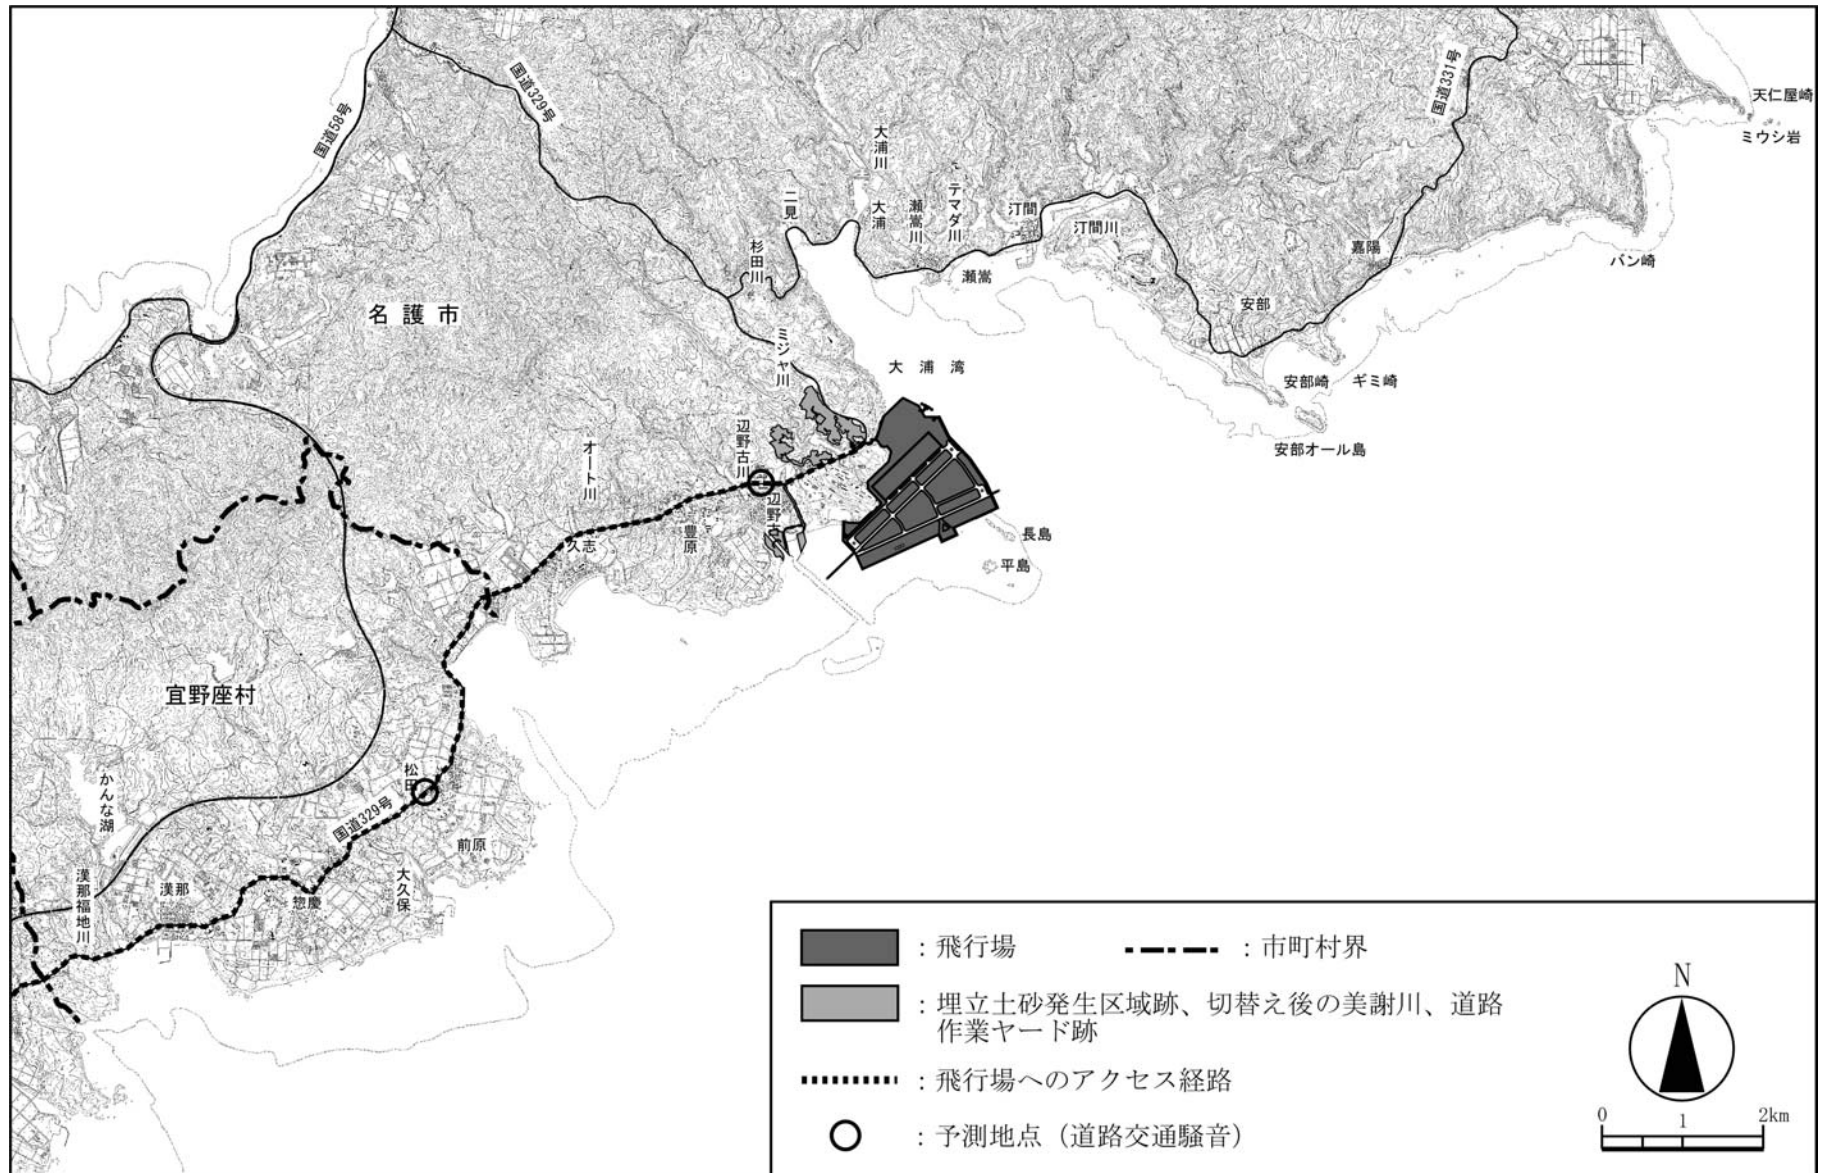 国道58号
国道329号
国道331号
天仁屋崎
ミウシ岩
バン崎
大浦川
大浦
瀬嵩川
テマダ川
汀間
汀間川
嘉陽
二見
杉田川
瀬嵩
安部
名護市
ミジャ川
大浦湾
安部崎
ギミ崎
安部オール島
辺野古川
オート川
辺野古
豊原
久志
長島
平島
宜野座村
かんな湖
松田
国道329号
前原
大久保
漢那福地川
漢那
惣慶
：飛行場
：市町村界
：埋立土砂発生区域跡、切替え後の美謝川、道路
作業ヤード跡
：飛行場へのアクセス経路
：予測地点（道路交通騒音）
N
0 1 2km